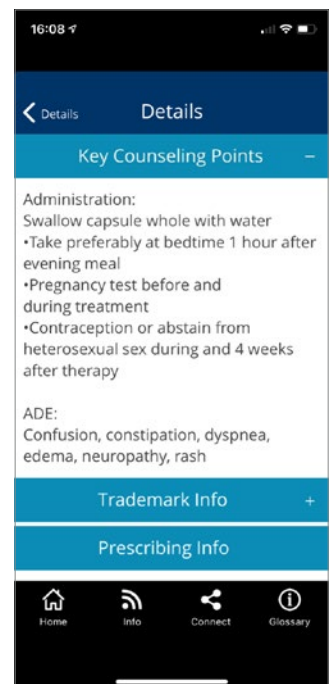 16:08
Details
Details
Key Counseling Points –
Administration:
Swallow capsule whole with water
•Take preferably at bedtime 1 hour after
evening meal
•Pregnancy test before and
during treatment
•Contraception or abstain from
heterosexual sex during and 4 weeks
after therapy
ADE:
Confusion, constipation, dyspnea,
edema, neuropathy, rash
Trademark Info +
Prescribing Info
Home Info Connect Glossary